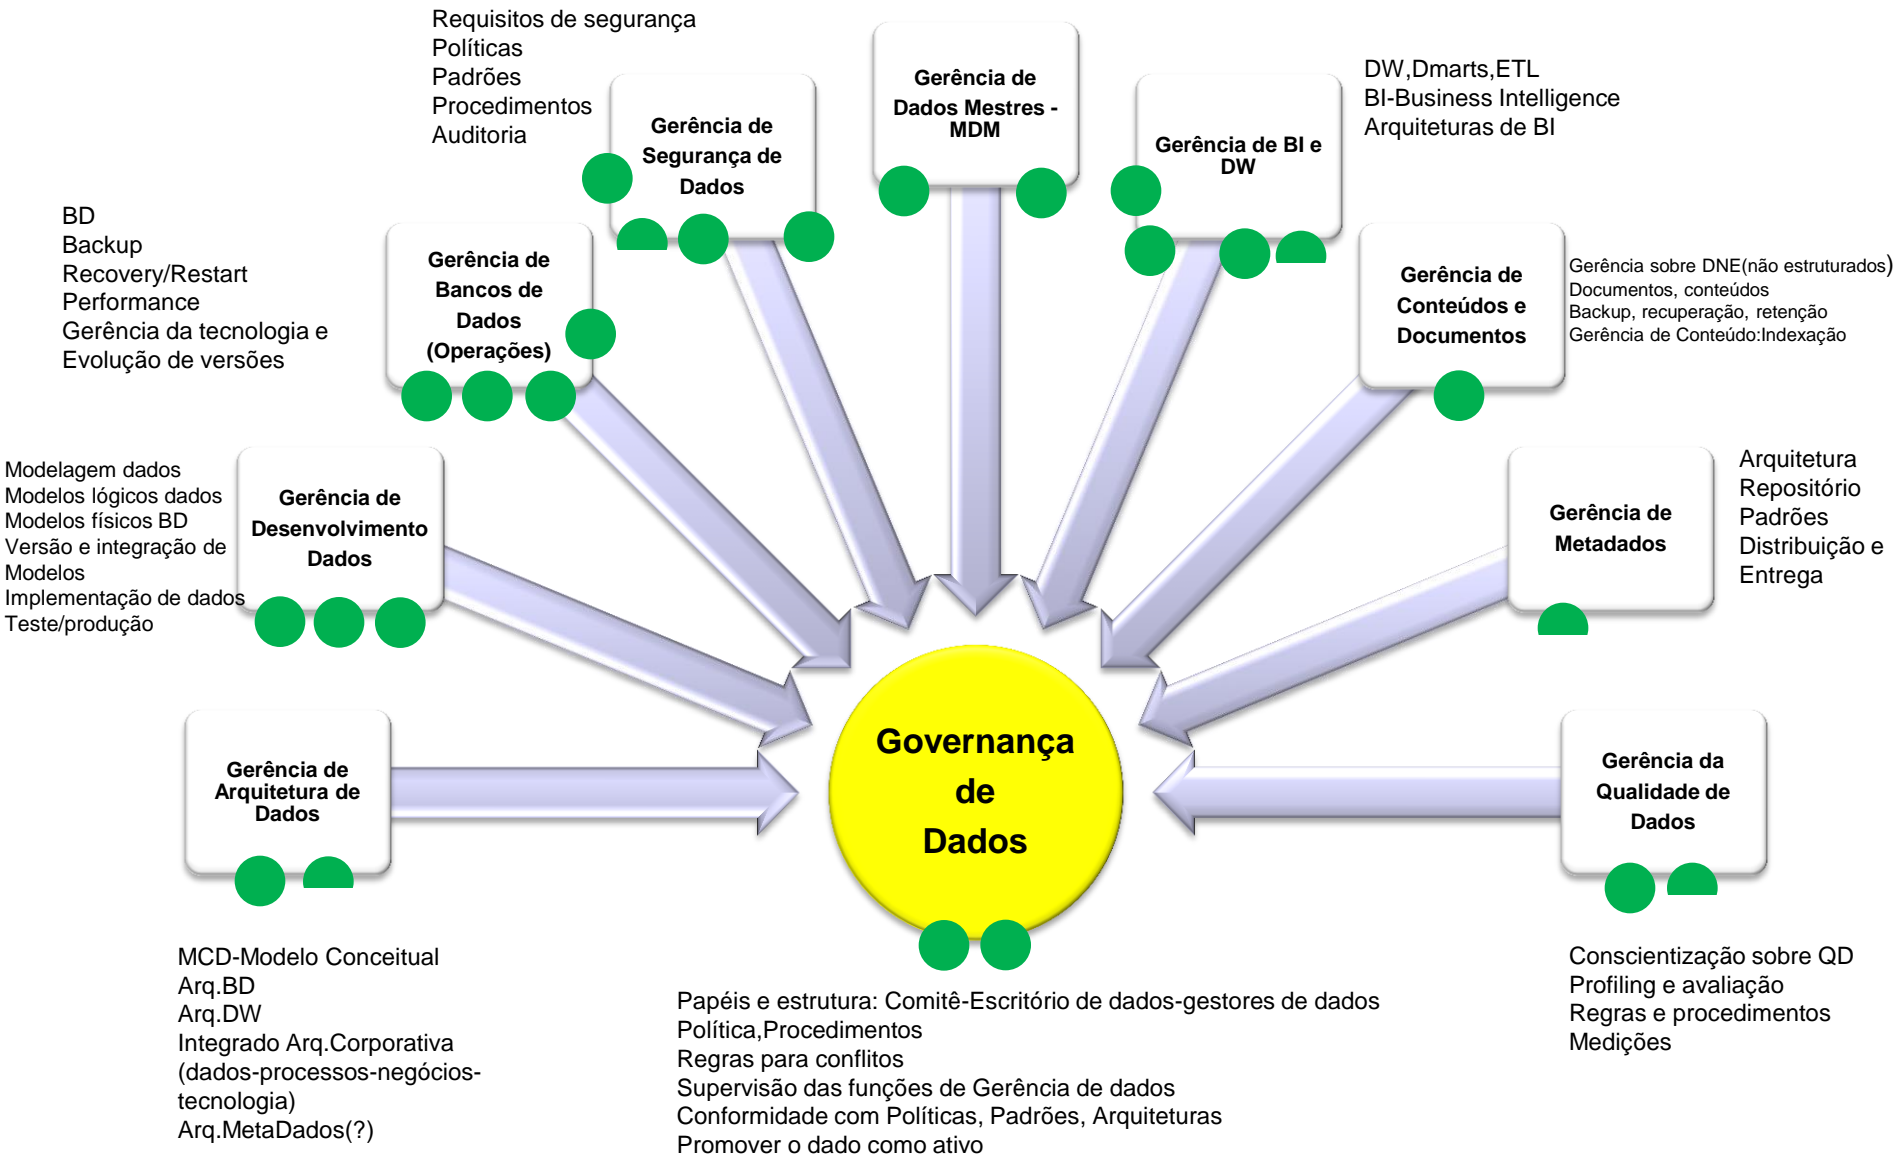 Requisitos de segurança
Políticas
Padrões
Procedimentos
Auditoria
Gerência de
Segurança de
Dados
Gerência de
Dados Mestres -
MDM
Gerência de BI e
DW
DW,Dmarts,ETL
BI-Business Intelligence
Arquiteturas de BI
BD
Backup
Recovery/Restart
Performance
Gerência da tecnologia e
Evolução de versões
Gerência de
Bancos de
Dados
(Operações)
Gerência de
Conteúdos e
Documentos
Gerência sobre DNE(não estruturados)
Documentos, conteúdos
Backup, recuperação, retenção
Gerência de Conteúdo:Indexação
Modelagem dados
Modelos lógicos dados
Modelos físicos BD
Versão e integração de
Modelos
Implementação de dados
Teste/produção
Gerência de
Desenvolvimento
Dados
Gerência de
Metadados
Arquitetura
Repositório
Padrões
Distribuição e
Entrega
Gerência de
Arquitetura de
Dados
Governança
de
Dados
Gerência da
Qualidade de
Dados
MCD-Modelo Conceitual
Arq.BD
Arq.DW
Integrado Arq.Corporativa
(dados-processos-negócios-
tecnologia)
Arq.MetaDados(?)
Papéis e estrutura: Comitê-Escritório de dados-gestores de dados
Política,Procedimentos
Regras para conflitos
Supervisão das funções de Gerência de dados
Conformidade com Políticas, Padrões, Arquiteturas
Promover o dado como ativo
Conscientização sobre QD
Profiling e avaliação
Regras e procedimentos
Medições